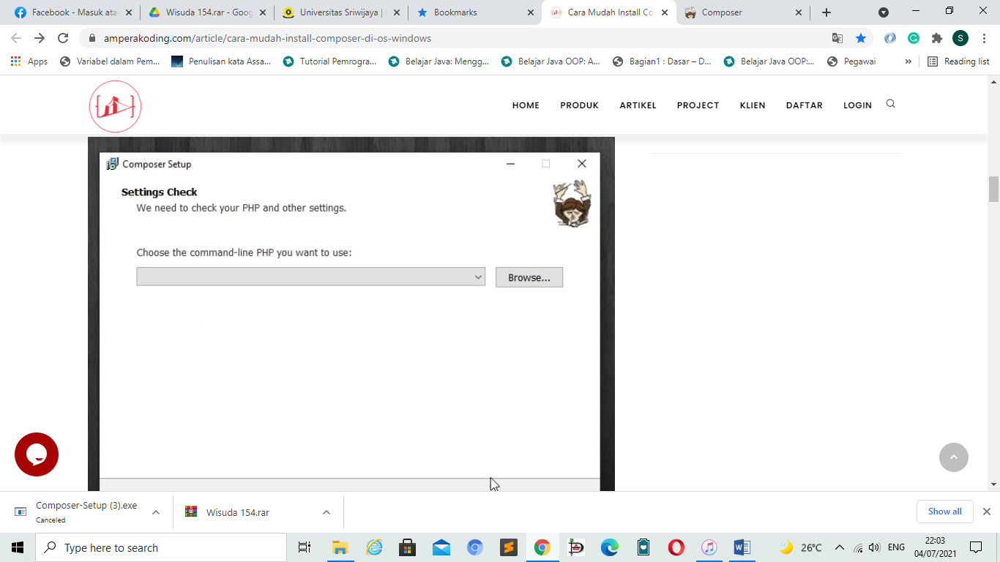 Facebook - Masuk ata
Wisuda 154.rar - Goog
Universitas Sriwijaya |
Bookmarks
Cara Mudah Install Co
Composer
amperakoding.com/article/cara-mudah-install-composer-di-os-windows
S
Apps
Variabel dalam Pem...
Penulisan kata Assa...
Tutorial Pemrogra...
Belajar Java: Mengg...
Belajar Java OOP: A...
Bagian1 : Dasar – D...
Belajar Java OOP:...
Pegawai
»
Reading list
HOME
PRODUK
ARTIKEL
PROJECT
KLIEN
DAFTAR
LOGIN
Composer Setup
Settings Check
We need to check your PHP and other settings.
Choose the command-line PHP you want to use:
Browse...
Composer-Setup (3).exe
Canceled
Wisuda 154.rar
Show all
Type here to search
26°C
ENG
22:03
04/07/2021